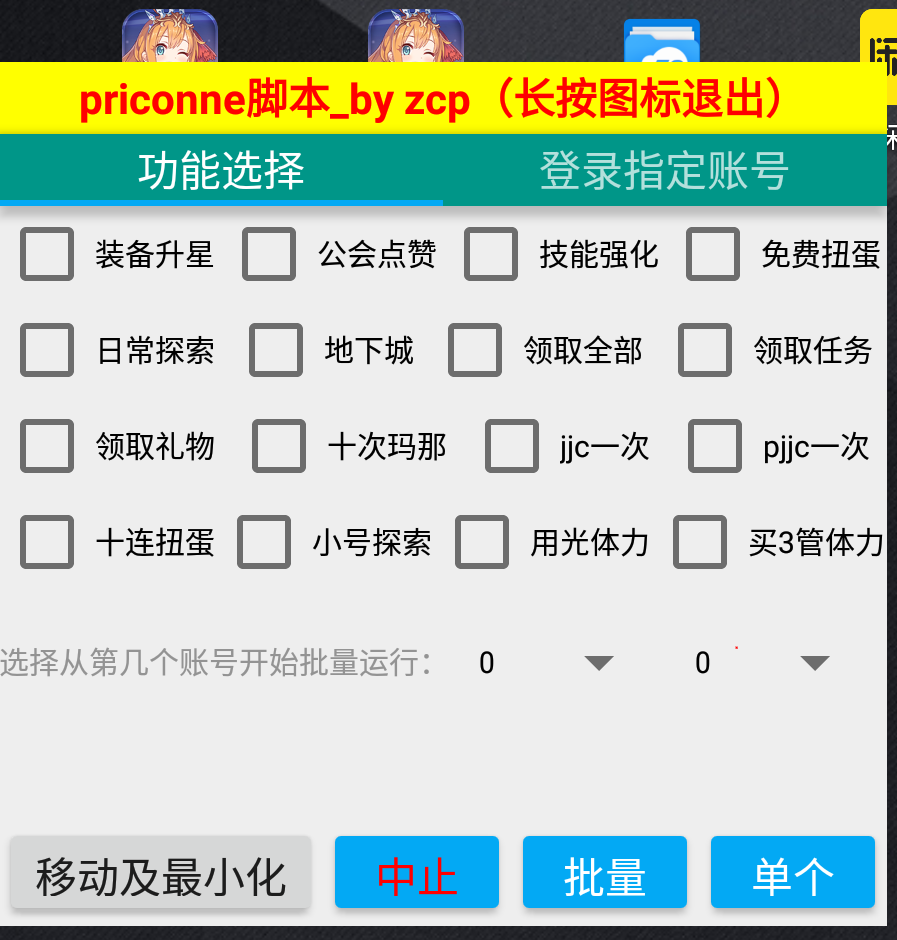 priconne脚本_by zcp（长按图标退出）
功能选择 登录指定账号
装备升星 公会点赞 技能强化 免费扭蛋
日常探索 地下城 领取全部 领取任务
领取礼物 十次玛那 jjc一次 pjjc一次
十连扭蛋 小号探索 用光体力 买3管体力
选择从第几个账号开始批量运行： 0 0
移动及最小化 中止 批量 单个